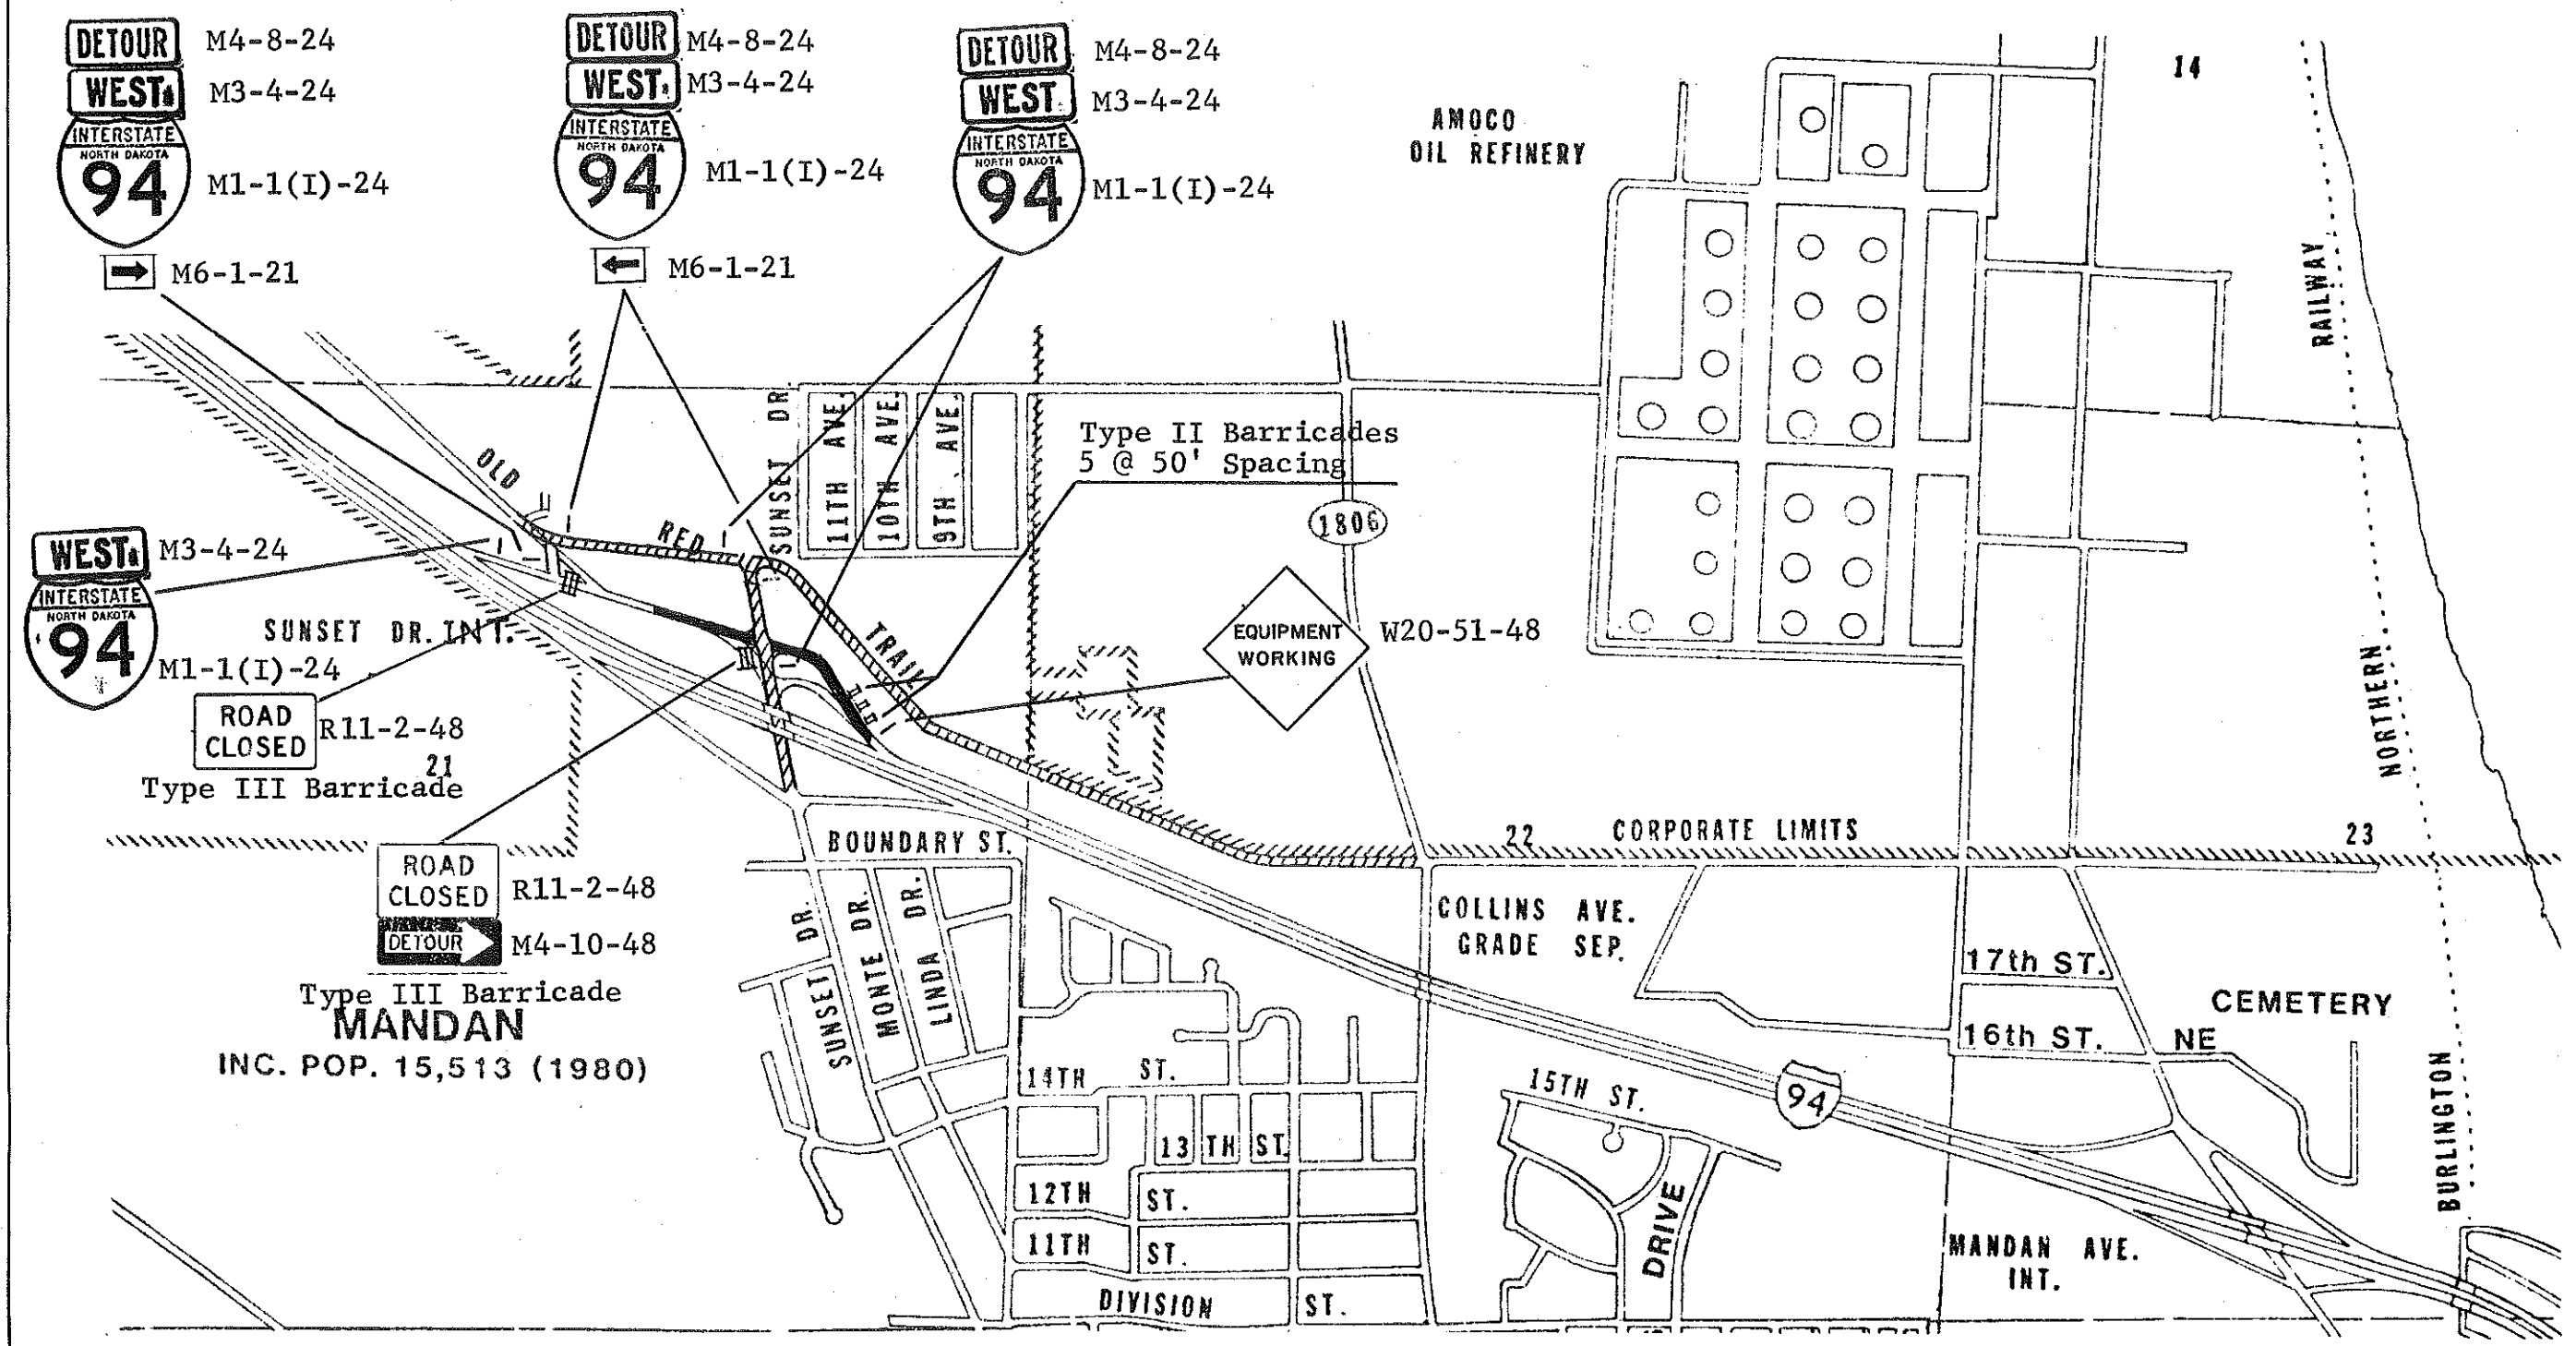 DETOUR M4-8-24
WEST M3-4-24
INTERSTATE
NORTH DAKOTA
94
M1-1(I)-24
M6-1-21
DETOUR M4-8-24
WEST M3-4-24
INTERSTATE
NORTH DAKOTA
94
M1-1(I)-24
M6-1-21
DETOUR M4-8-24
WEST M3-4-24
INTERSTATE
NORTH DAKOTA
94
M1-1(I)-24
AMOCO
OIL REFINERY
14
RAILWAY
NORTHERN
BURLINGTON
SUNSET DR.
11TH AVE.
10TH AVE.
9TH AVE.
Type II Barricades
5 @ 50' Spacing
1806
OLD
RED
TRAIL
EQUIPMENT
WORKING
W20-51-48
WEST M3-4-24
INTERSTATE
NORTH DAKOTA
94
M1-1(I)-24
SUNSET DR. INT.
ROAD
CLOSED
R11-2-48
21
Type III Barricade
ROAD
CLOSED
R11-2-48
DETOUR M4-10-48
Type III Barricade
MANDAN
INC. POP. 15,513 (1980)
BOUNDARY ST.
SUNSET DR.
MONTE DR.
LINDA DR.
22
CORPORATE LIMITS
23
COLLINS AVE.
GRADE SEP.
17th ST.
16th ST. NE
CEMETERY
94
14TH ST.
13TH ST.
12TH ST.
11TH ST.
DIVISION ST.
15TH ST.
DRIVE
MANDAN AVE.
INT.